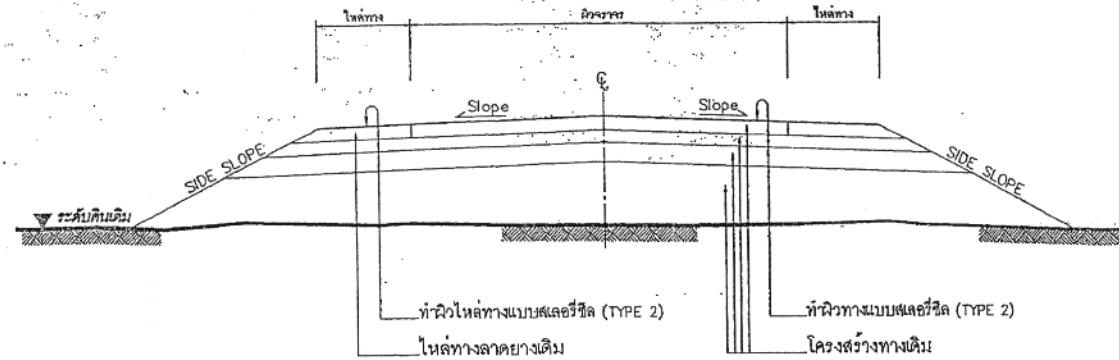 ไหล่ทาง ผิวจราจร ไหล่ทาง
℄
Slope Slope
SIDE SLOPE SIDE SLOPE
ระดับดินเดิม
ทำผิวไหล่ทางแบบสเลอรี่ซีล (TYPE 2) ทำผิวทางแบบสเลอรี่ซีล (TYPE 2)
ไหล่ทางลาดยางเดิม โครงสร้างทางเดิม